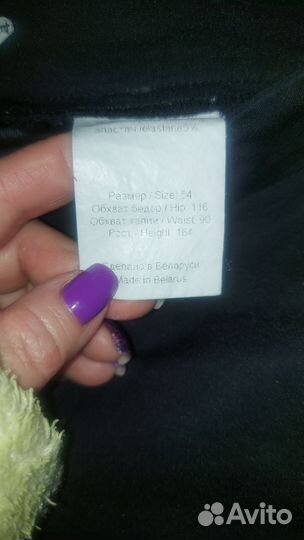 эластан / elastane 5%
Размер / Size: 54
Обхват бедер / Hip: 116
Обхват талии / Waist: 90
Рост / Height: 164
Сделано в Беларуси
Made in Belarus
Avito